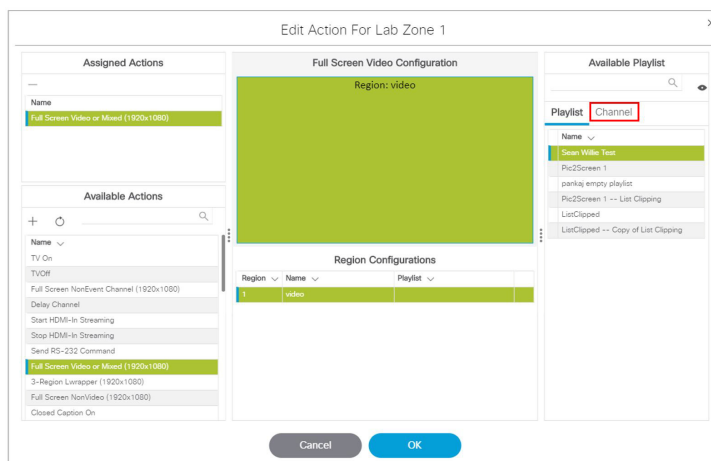 Edit Action For Lab Zone 1
Assigned Actions
Name
Full Screen Video or Mixed (1920x1080)
Available Actions
Name
TV On
TVOff
Full Screen NonEvent Channel (1920x1080)
Delay Channel
Start HDMI-In Streaming
Stop HDMI-In Streaming
Send RS-232 Command
Full Screen Video or Mixed (1920x1080)
3-Region Lwrapper (1920x1080)
Full Screen NonVideo (1920x1080)
Closed Caption On
Full Screen Video Configuration
Region: video
Region Configurations
Region Name Playlist
1 video
Available Playlist
Playlist Channel
Name
Sean Willie Test
Pic2Screen 1
pankaj empty playlist
Pic2Screen 1 -- List Clipping
ListClipped
ListClipped -- Copy of List Clipping
Cancel OK